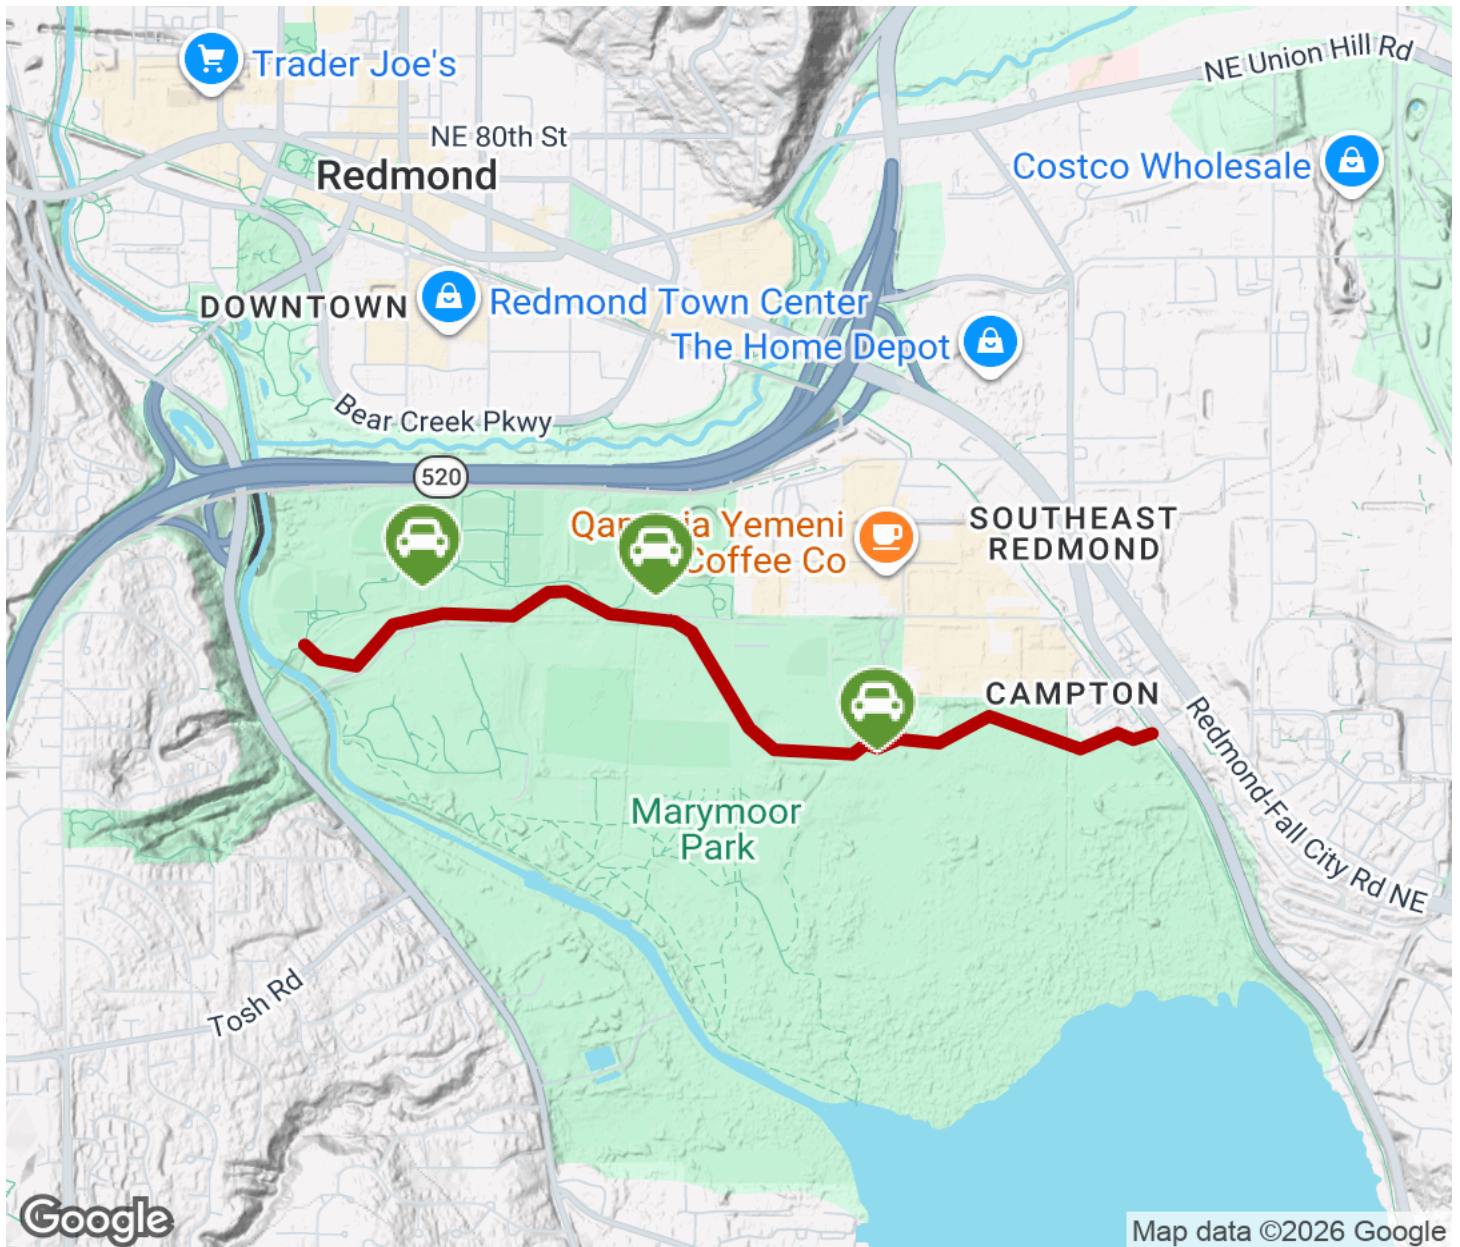 NE Union Hill Rd
Trader Joe's
NE 80th St
Redmond
Costco Wholesale
DOWNTOWN
Redmond Town Center
The Home Depot
Bear Creek Pkwy
520
Yemeni
Coffee Co
SOUTHEAST
REDMOND
CAMPTON
Redmond-Fall City Rd NE
Marymoor
Park
Tosh Rd
Google
Map data ©2026 Google